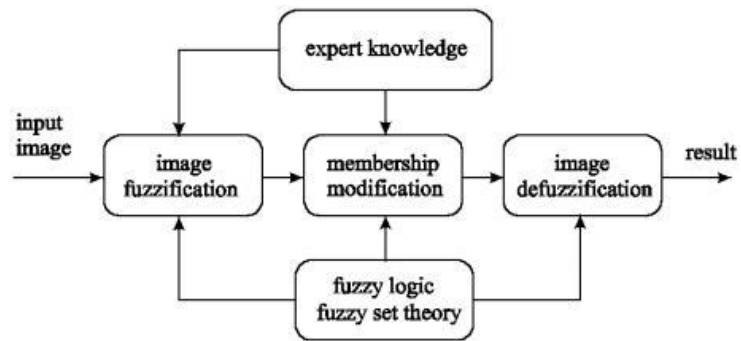 expert knowledge
input
image
image
fuzzification
membership
modification
image
defuzzification
result
fuzzy logic
fuzzy set theory